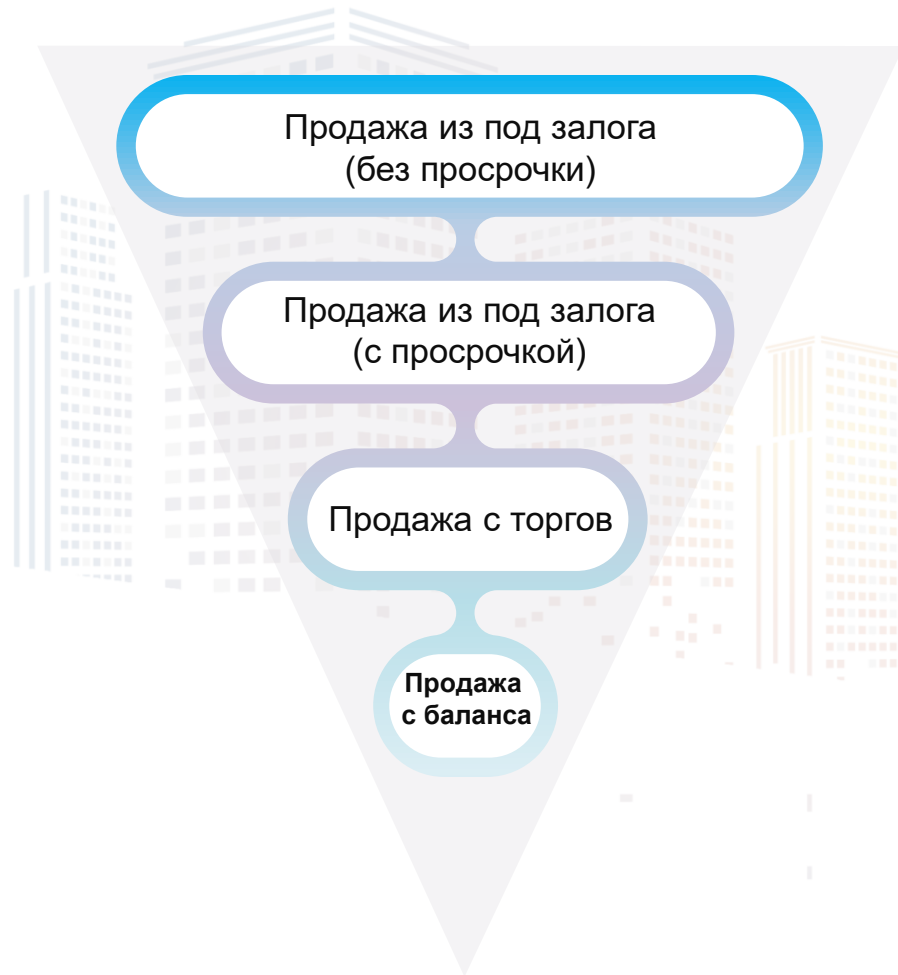 Продажа из под залога
(без просрочки)
Продажа из под залога
(с просрочкой)
Продажа с торгов
Продажа
с баланса